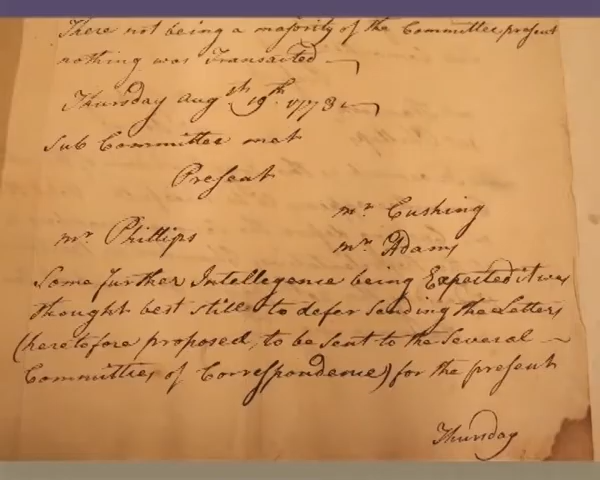 There not being a majority of the Committee present
nothing was Transacted
Thursday Augst 19th 1773
Sub Committee met
Present
mr Cushing
mr Phillips
mr Adams
Some further Intellegence being Expected it was
thought best still to defer sending the Letters
(heretofore proposed, to be sent to the Several
Committees of Correspondence) for the present
Thursday